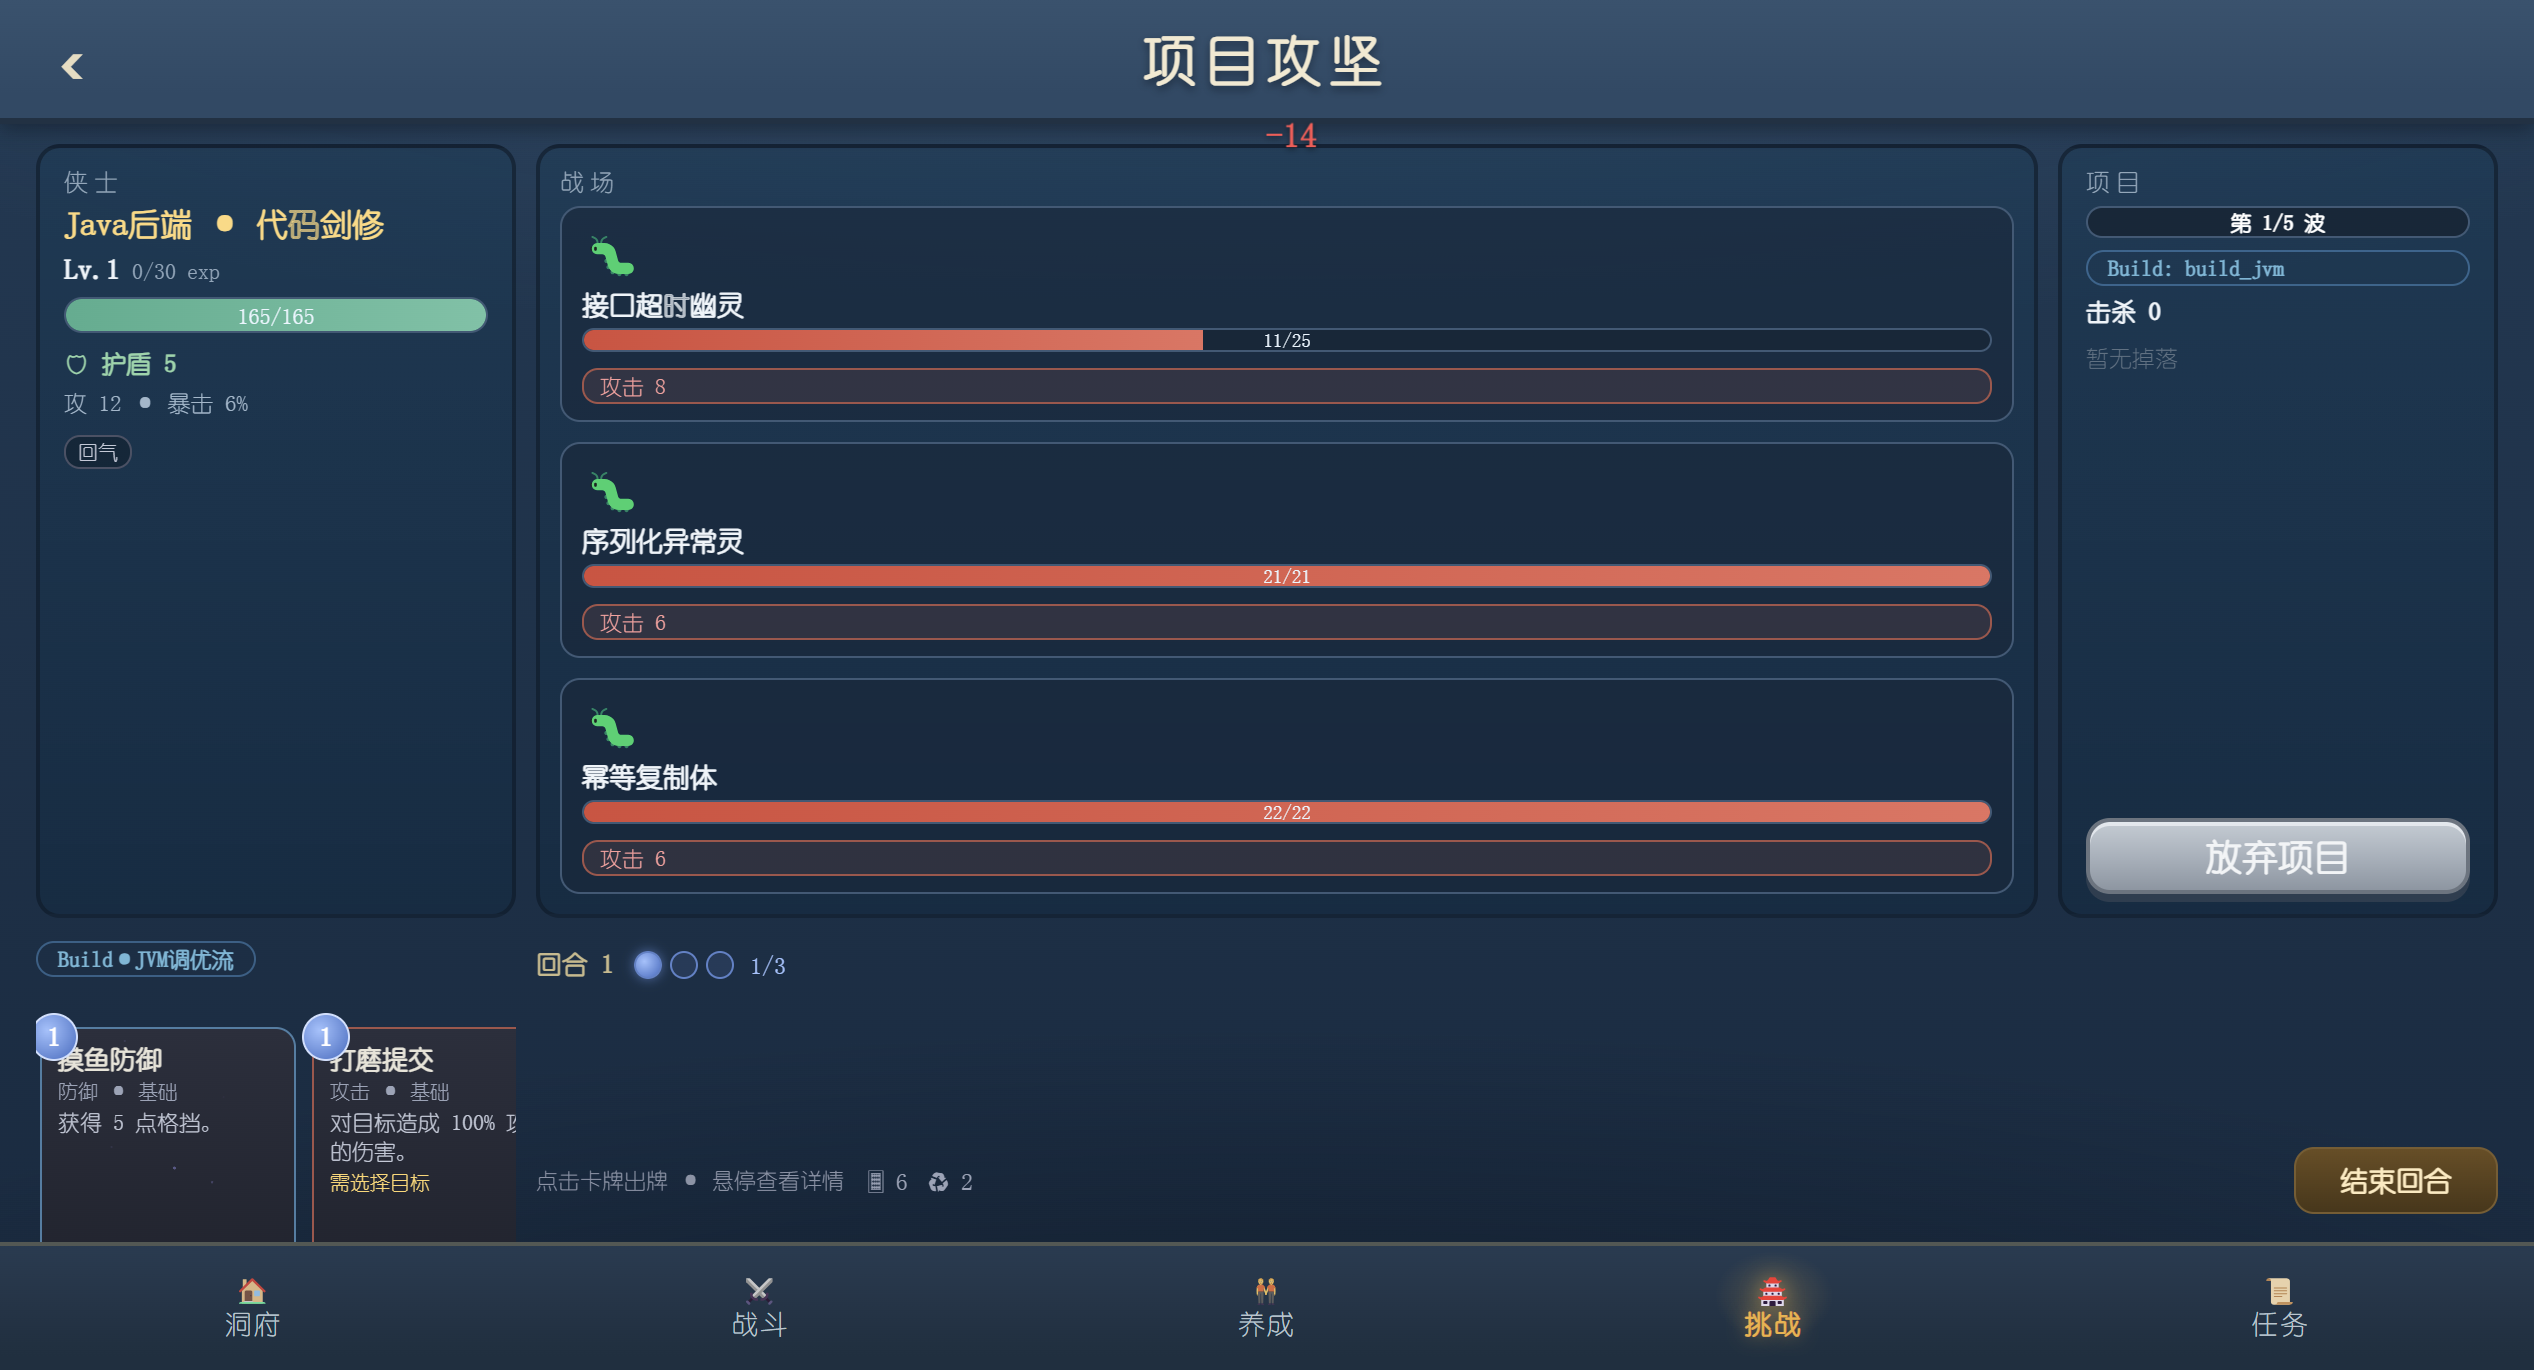 项目攻坚
-14
侠士
Java后端 • 代码剑修
Lv.1 0/30 exp
165/165
护盾 5
攻 12 • 暴击 6%
回气
战场
接口超时幽灵
11/25
攻击 8
序列化异常灵
21/21
攻击 6
幂等复制体
22/22
攻击 6
项目
第 1/5 波
Build: build_jvm
击杀 0
暂无掉落
放弃项目
Build•JVM调优流
回合 1 1/3
1
摸鱼防御
防御 • 基础
获得 5 点格挡。
1
打磨提交
攻击 • 基础
对目标造成 100%
的伤害。
需选择目标
点击卡牌出牌 • 悬停查看详情 6 2
结束回合
洞府
战斗
养成
挑战
任务